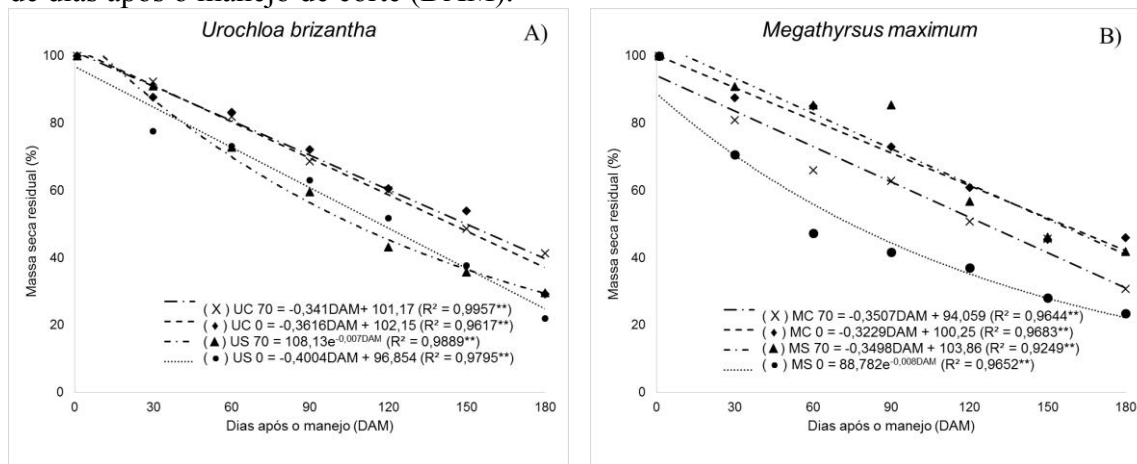 de dias após o manejo de corte (DAM).
Urochloa brizantha A)
100
80
60
40
20
0
Massa seca residual (%)
( X ) UC 70 = -0,341DAM+ 101,17 (R² = 0,9957**)
( ♦ ) UC 0 = -0,3616DAM + 102,15 (R² = 0,9617**)
( ▲ ) US 70 = 108,13e-0,007DAM (R² = 0,9889**)
( ● ) US 0 = -0,4004DAM + 96,854 (R² = 0,9795**)
0 30 60 90 120 150 180
Dias após o manejo (DAM)
Megathyrsus maximum B)
100
80
60
40
20
0
Massa seca residual (%)
( X ) MC 70 = -0,3507DAM + 94,059 (R² = 0,9644**)
( ♦ ) MC 0 = -0,3229DAM + 100,25 (R² = 0,9683**)
( ▲ ) MS 70 = -0,3498DAM + 103,86 (R² = 0,9249**)
( ● ) MS 0 = 88,782e-0,008DAM (R² = 0,9652**)
0 30 60 90 120 150 180
Dias após o manejo (DAM)